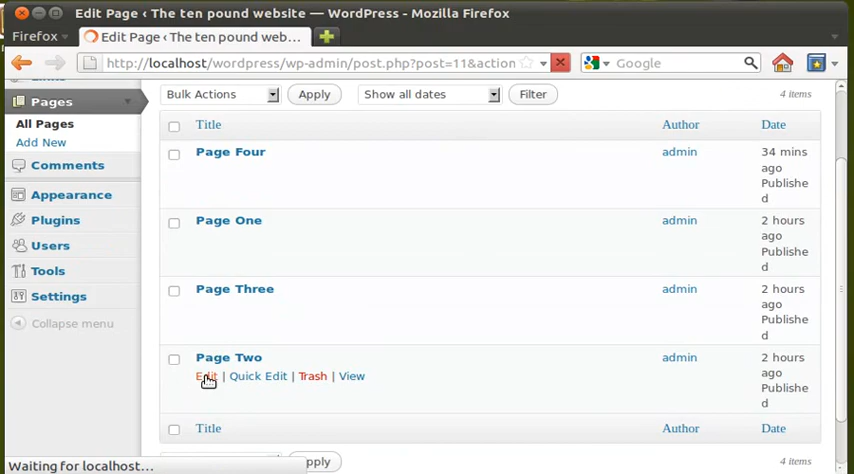 Edit Page ‹ The ten pound website — WordPress - Mozilla Firefox
Firefox
Edit Page ‹ The ten pound web...
http://localhost/wordpress/wp-admin/post.php?post=11&action
Google
Pages
All Pages
Add New
Comments
Appearance
Plugins
Users
Tools
Settings
Collapse menu
Bulk Actions
Apply
Show all dates
Filter
4 items
Title
Author
Date
Page Four
admin
34 mins
ago
Publishe
d
Page One
admin
2 hours
ago
Publishe
d
Page Three
admin
2 hours
ago
Publishe
d
Page Two
Edit | Quick Edit | Trash | View
admin
2 hours
ago
Publishe
d
Title
Author
Date
Apply
4 items
Waiting for localhost...